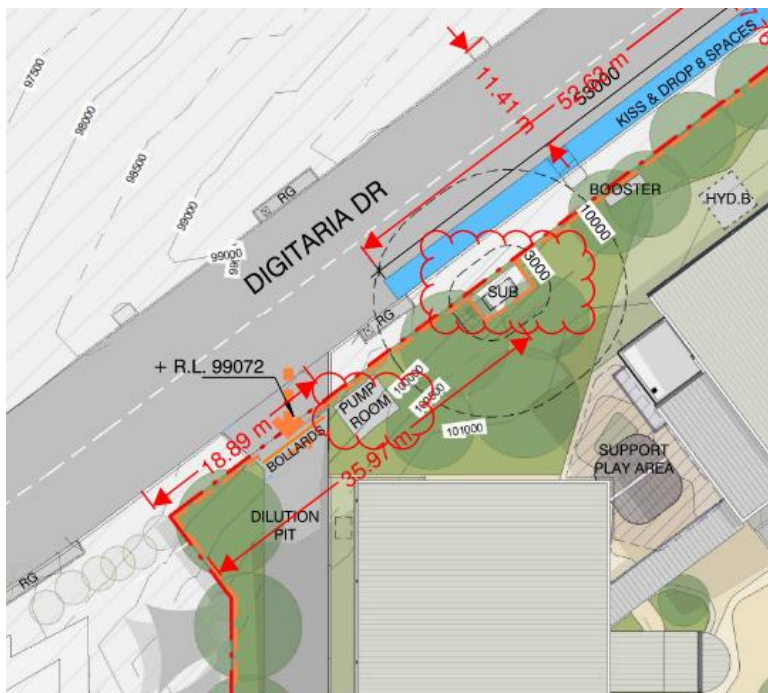 97500
98000
98500
99000
99000
98500
11.41 m
52.63 m
53000
KISS & DROP 8 SPACES
RG
BOOSTER
HYD.B
10000
DIGITARIA DR
3000
SUB
RG
+ R.L. 99072
PUMP
ROOM
100000
100500
101000
18.89 m
BOLLARDS
35.97 m
SUPPORT
PLAY AREA
DILUTION
PIT
RG